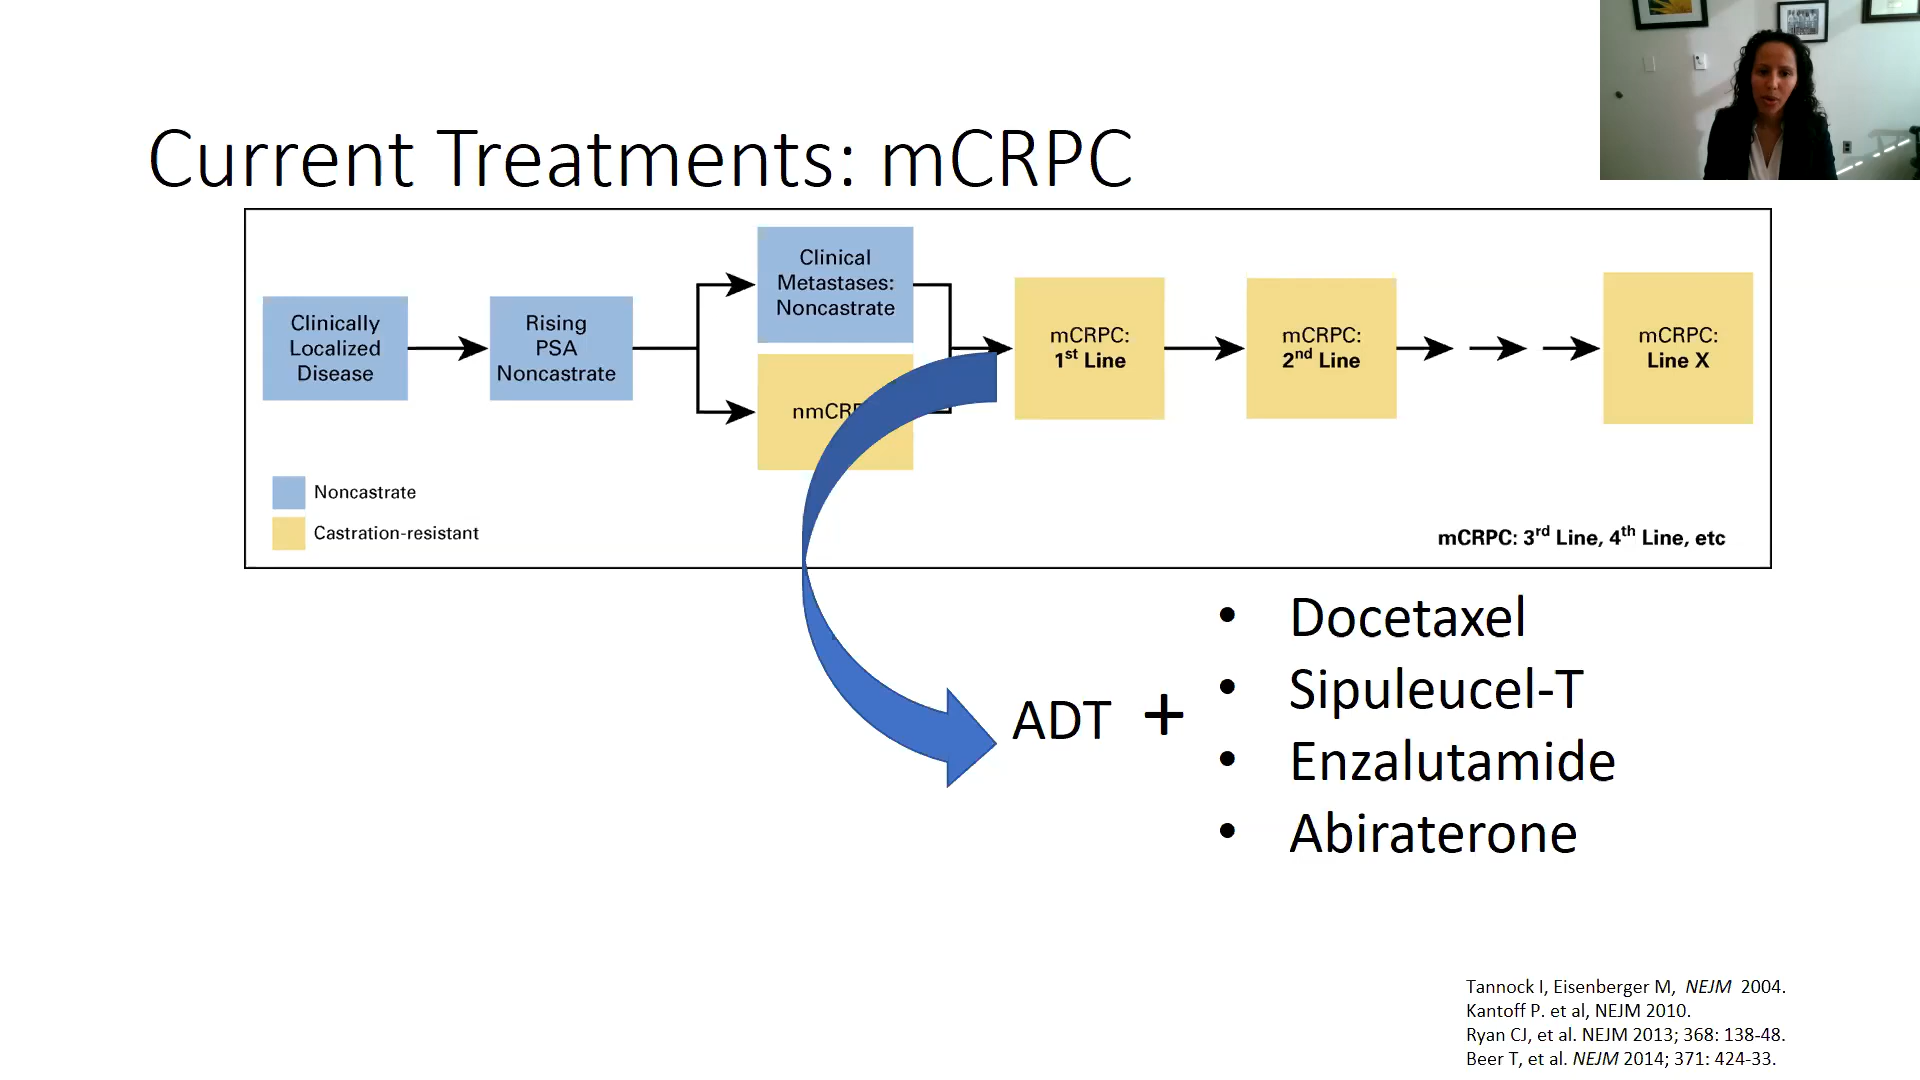 Current Treatments: mCRPC
Clinically
Localized
Disease
Rising
PSA
Noncastrate
Clinical
Metastases:
Noncastrate
nmCR
mCRPC:
1st Line
mCRPC:
2nd Line
mCRPC:
Line X
Noncastrate
Castration-resistant
mCRPC: 3rd Line, 4th Line, etc
ADT +
• Docetaxel
• Sipuleucel-T
• Enzalutamide
• Abiraterone
Tannock I, Eisenberger M, NEJM 2004.
Kantoff P. et al, NEJM 2010.
Ryan CJ, et al. NEJM 2013; 368: 138-48.
Beer T, et al. NEJM 2014; 371: 424-33.